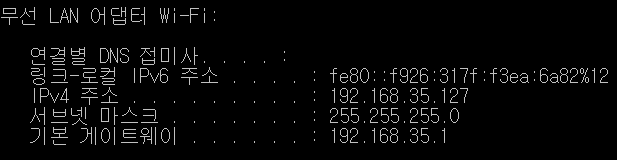 무선 LAN 어댑터 Wi-Fi:
연결별 DNS 접미사. . . . :
링크-로컬 IPv6 주소 . . . . : fe80::f926:317f:f3ea:6a82%12
IPv4 주소 . . . . . . . . . : 192.168.35.127
서브넷 마스크 . . . . . . . : 255.255.255.0
기본 게이트웨이 . . . . . . : 192.168.35.1